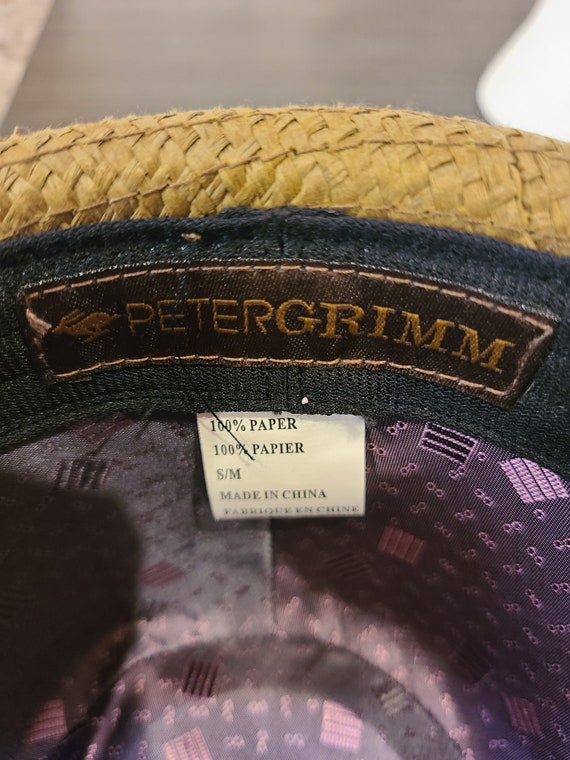 PETERGRIMM
100% PAPER
100% PAPIER
S/M
MADE IN CHINA
FABRIQUE EN CHINE